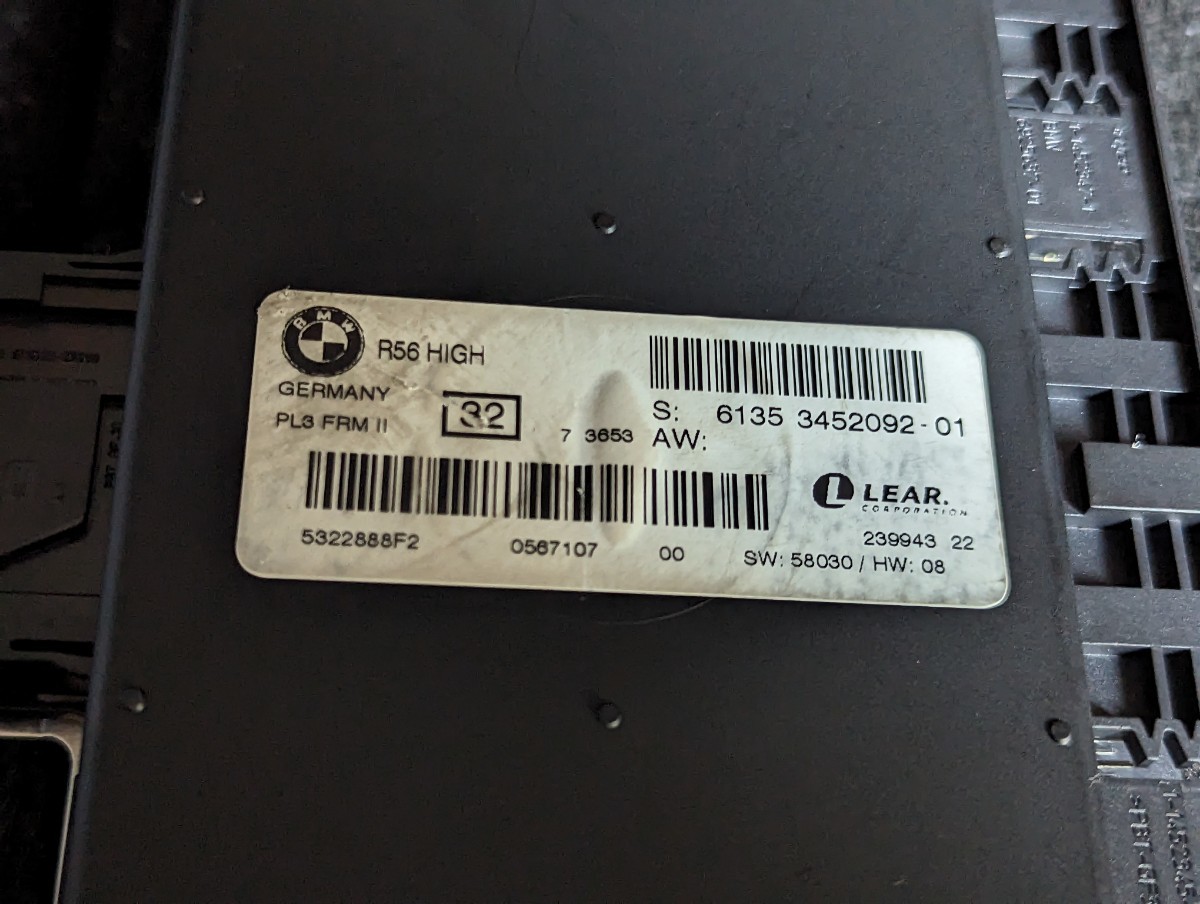 BMW
R56 HIGH
GERMANY
PL3 FRM II
32
7 3653
S: 6135 3452092-01
AW:
LEAR.
CORPORATION
5322888F2 0567107 00
239943 22
SW: 58030 / HW: 08
BMW